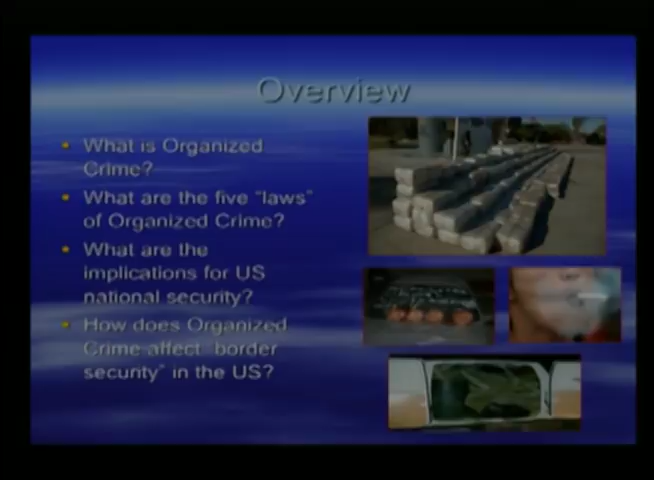 Overview
• What is Organized
Crime?
• What are the five "laws"
of Organized Crime?
• What are the
implications for US
national security?
• How does Organized
Crime affect "border
security" in the US?